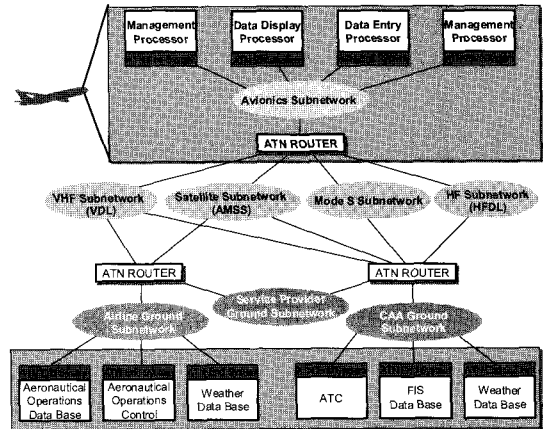 Management
Processor
Data Display
Processor
Data Entry
Processor
Management
Processor
Avionics Subnetwork
ATN ROUTER
VHF Subnetwork
(VDL)
Satellite Subnetwork
(AMSS)
Mode S Subnetwork
HF Subnetwork
(HFDL)
ATN ROUTER
ATN ROUTER
Airline Ground
Subnetwork
Service Provider
Ground Subnetwork
CAA Ground
Subnetwork
Aeronautical
Operations
Data Base
Aeronautical
Operations
Control
Weather
Data Base
ATC
FIS
Data Base
Weather
Data Base